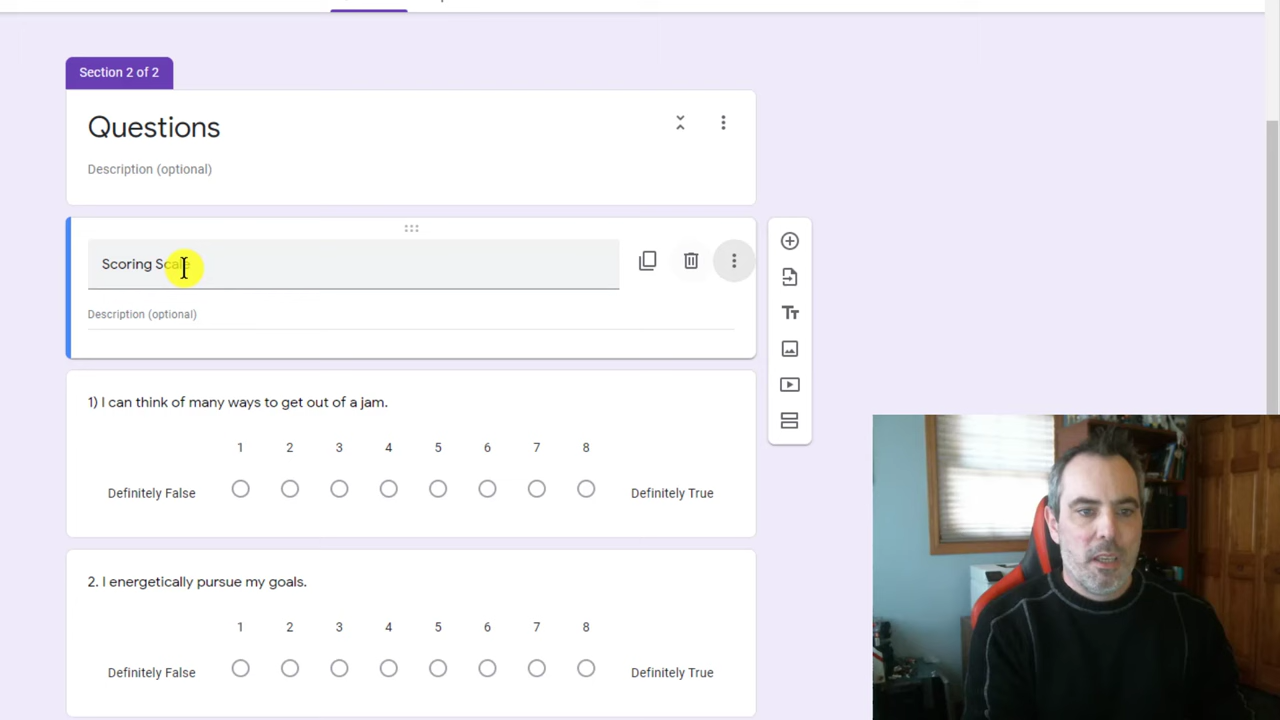 Section 2 of 2
Questions
Description (optional)
Scoring Scale
Description (optional)
1) I can think of many ways to get out of a jam.
1 2 3 4 5 6 7 8
Definitely False Definitely True
2. I energetically pursue my goals.
1 2 3 4 5 6 7 8
Definitely False Definitely True